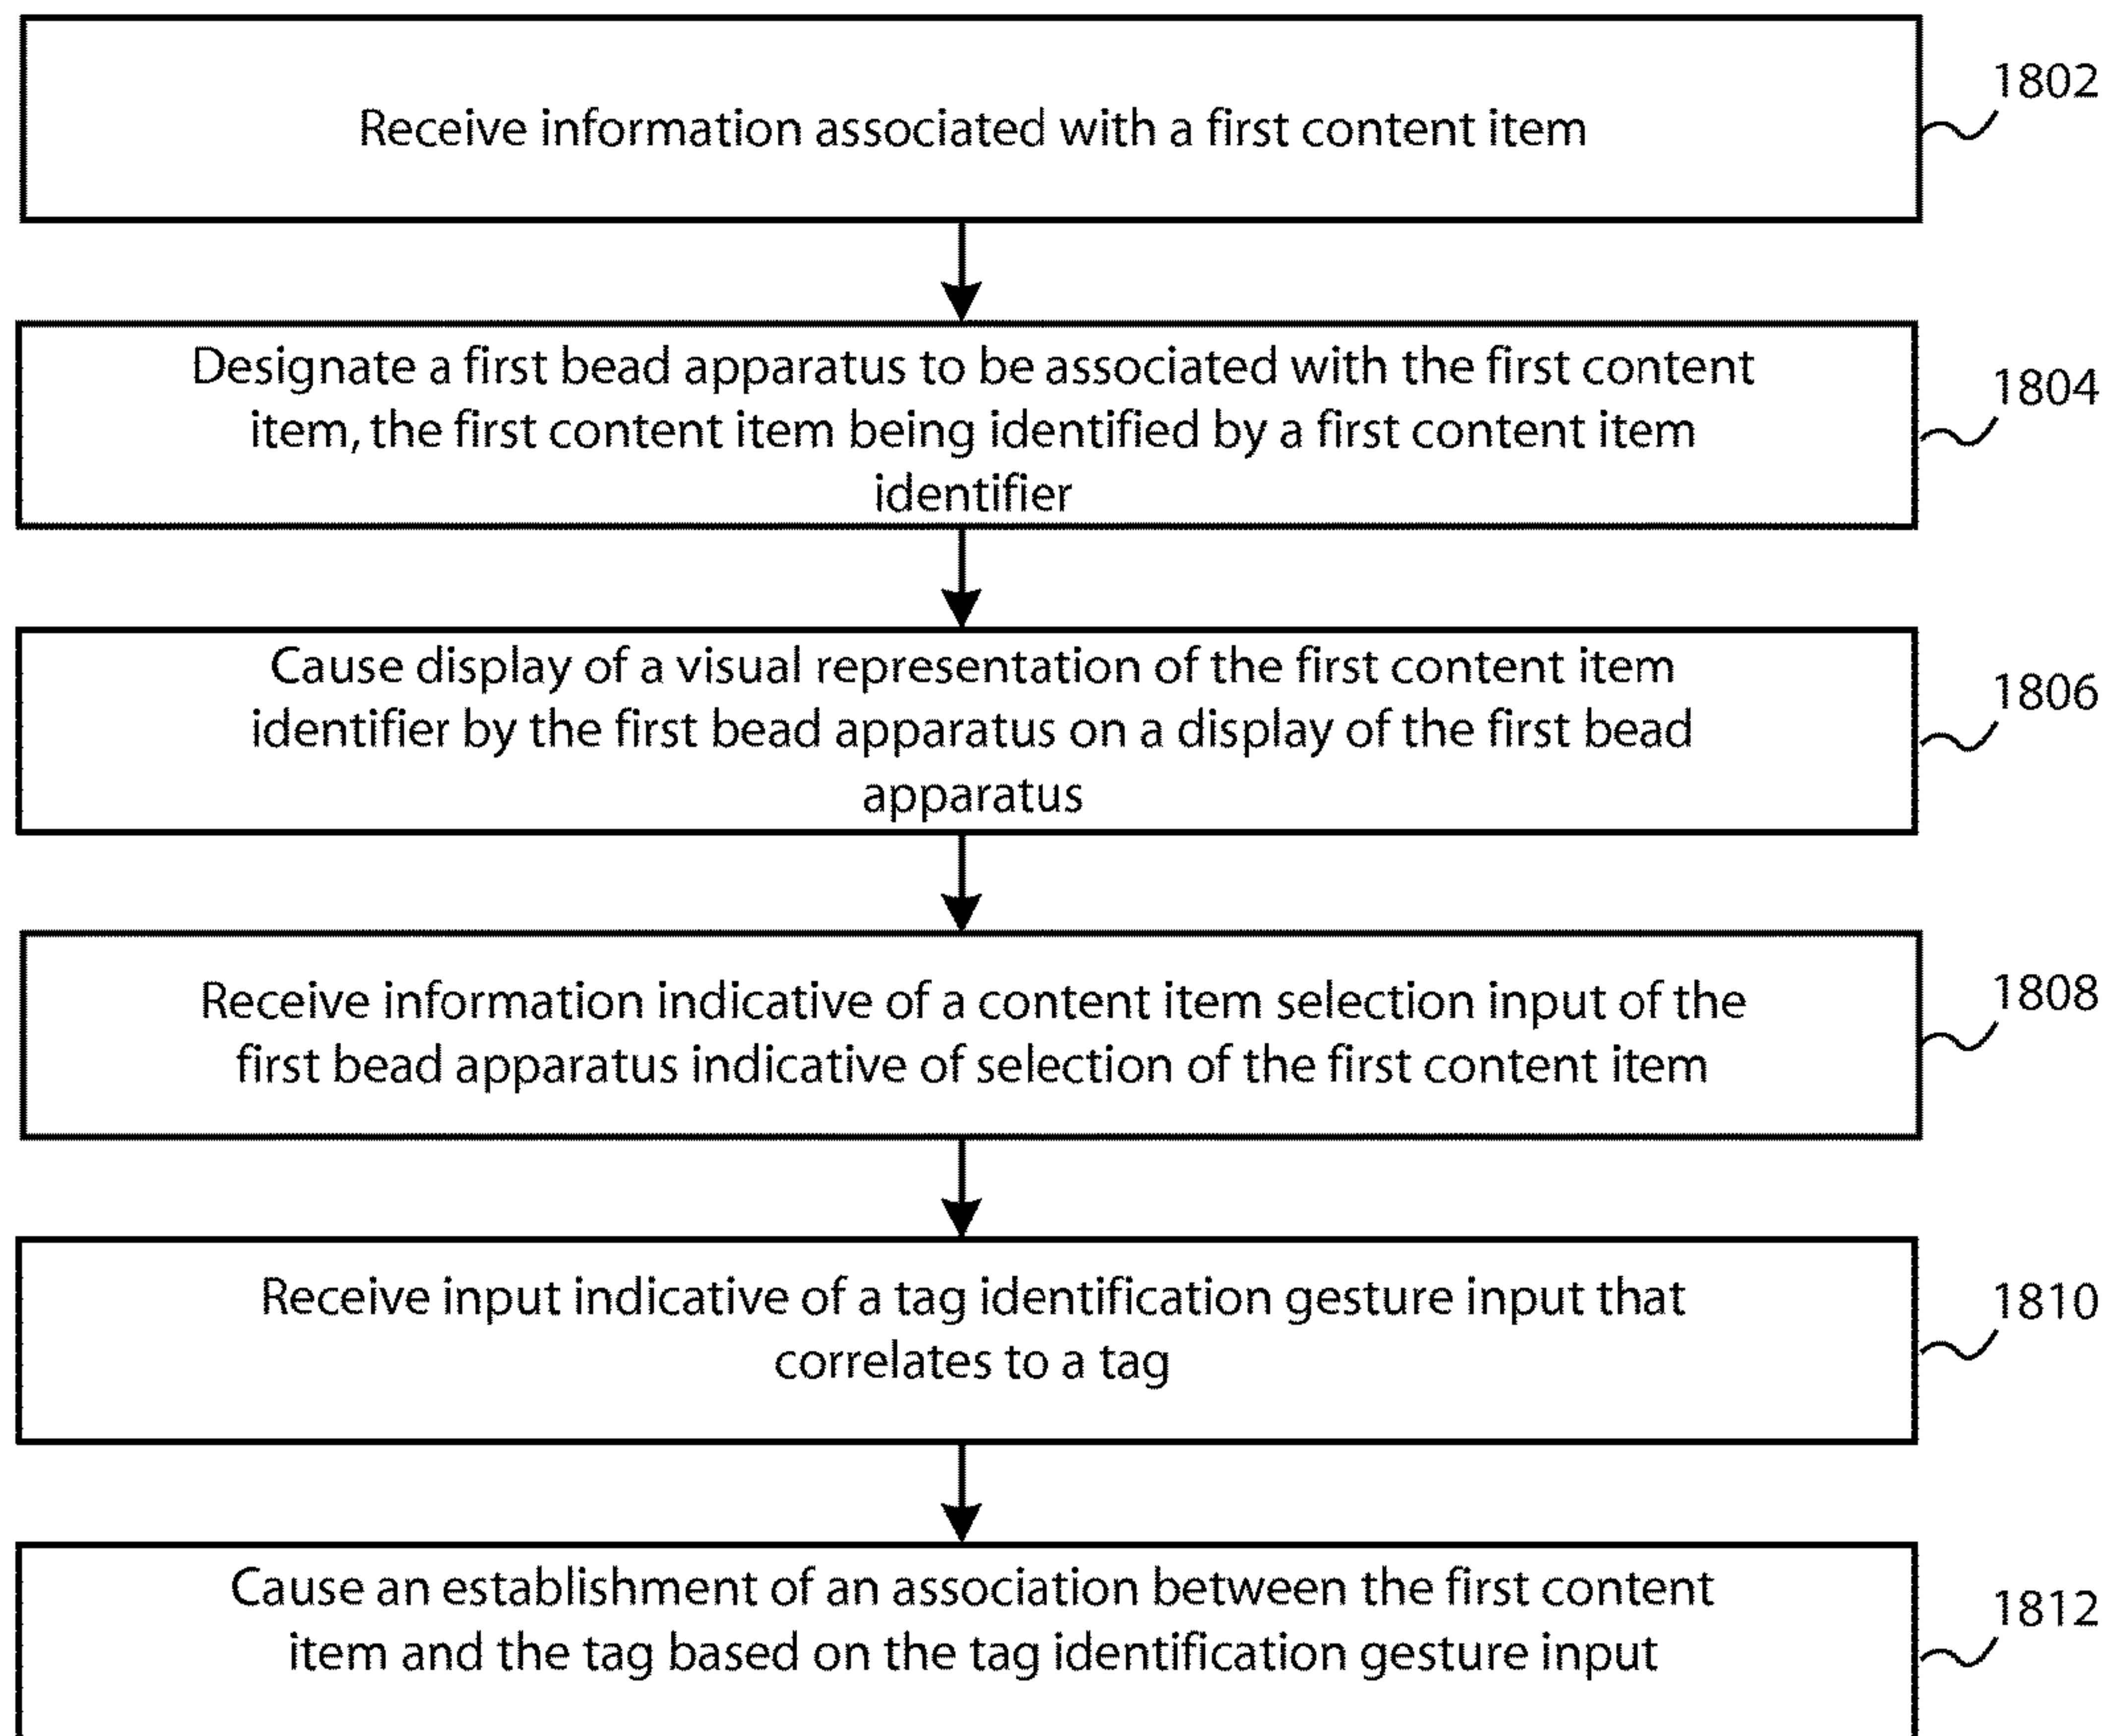 Receive information associated with a first content item
1802
Designate a first bead apparatus to be associated with the first content
item, the first content item being identified by a first content item
identifier
1804
Cause display of a visual representation of the first content item
identifier by the first bead apparatus on a display of the first bead
apparatus
1806
Receive information indicative of a content item selection input of the
first bead apparatus indicative of selection of the first content item
1808
Receive input indicative of a tag identification gesture input that
correlates to a tag
1810
Cause an establishment of an association between the first content
item and the tag based on the tag identification gesture input
1812